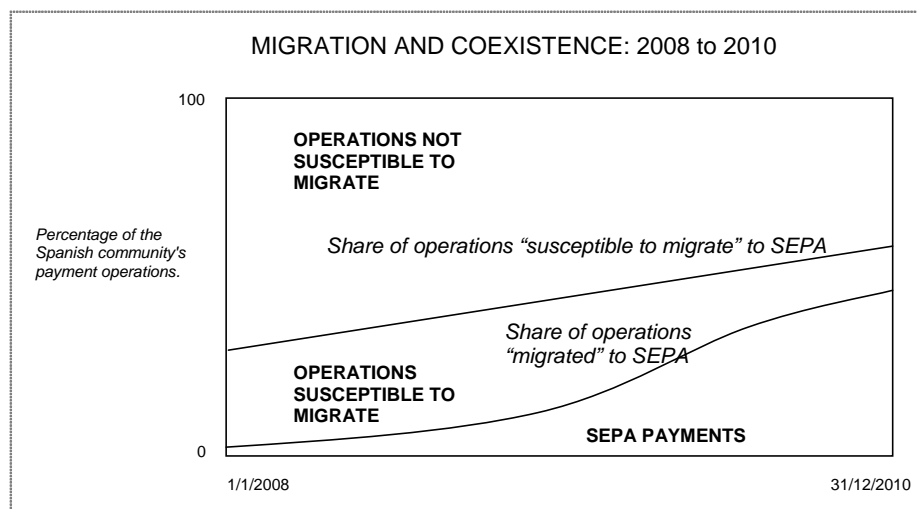 MIGRATION AND COEXISTENCE: 2008 to 2010
100
OPERATIONS NOT
SUSCEPTIBLE TO
MIGRATE
Percentage of the
Spanish community's
payment operations.
Share of operations “susceptible to migrate” to SEPA
Share of operations
“migrated” to SEPA
OPERATIONS
SUSCEPTIBLE TO
MIGRATE
SEPA PAYMENTS
0
1/1/2008
31/12/2010